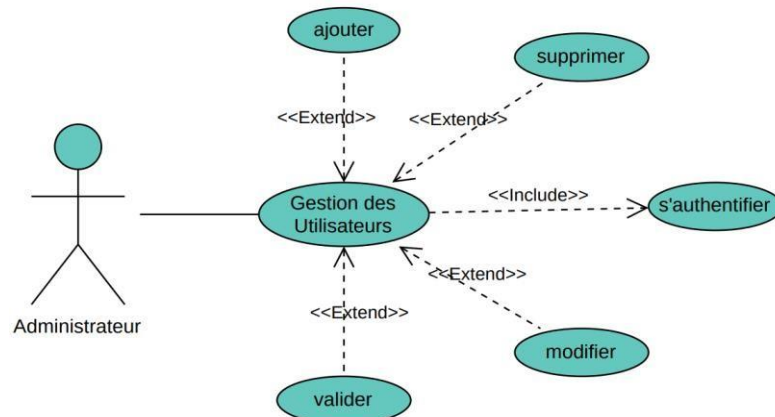 ajouter
supprimer
<<Extend>>
<<Extend>>
Gestion des
Utilisateurs
<<Include>>
s'authentifier
<<Extend>>
<<Extend>>
Administrateur
modifier
valider